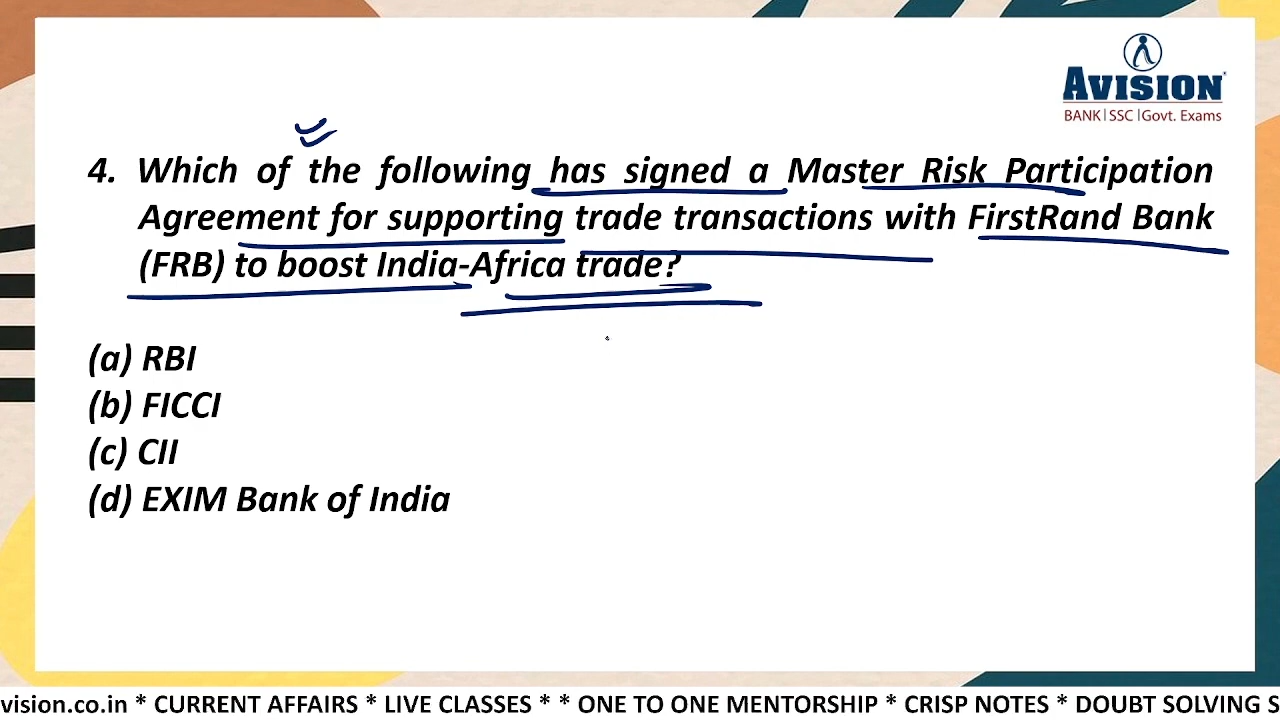 AVISION
BANK | SSC | Govt. Exams
4. Which of the following has signed a Master Risk Participation
Agreement for supporting trade transactions with FirstRand Bank
(FRB) to boost India-Africa trade?
(a) RBI
(b) FICCI
(c) CII
(d) EXIM Bank of India
vision.co.in * CURRENT AFFAIRS * LIVE CLASSES * * ONE TO ONE MENTORSHIP * CRISP NOTES * DOUBT SOLVING S